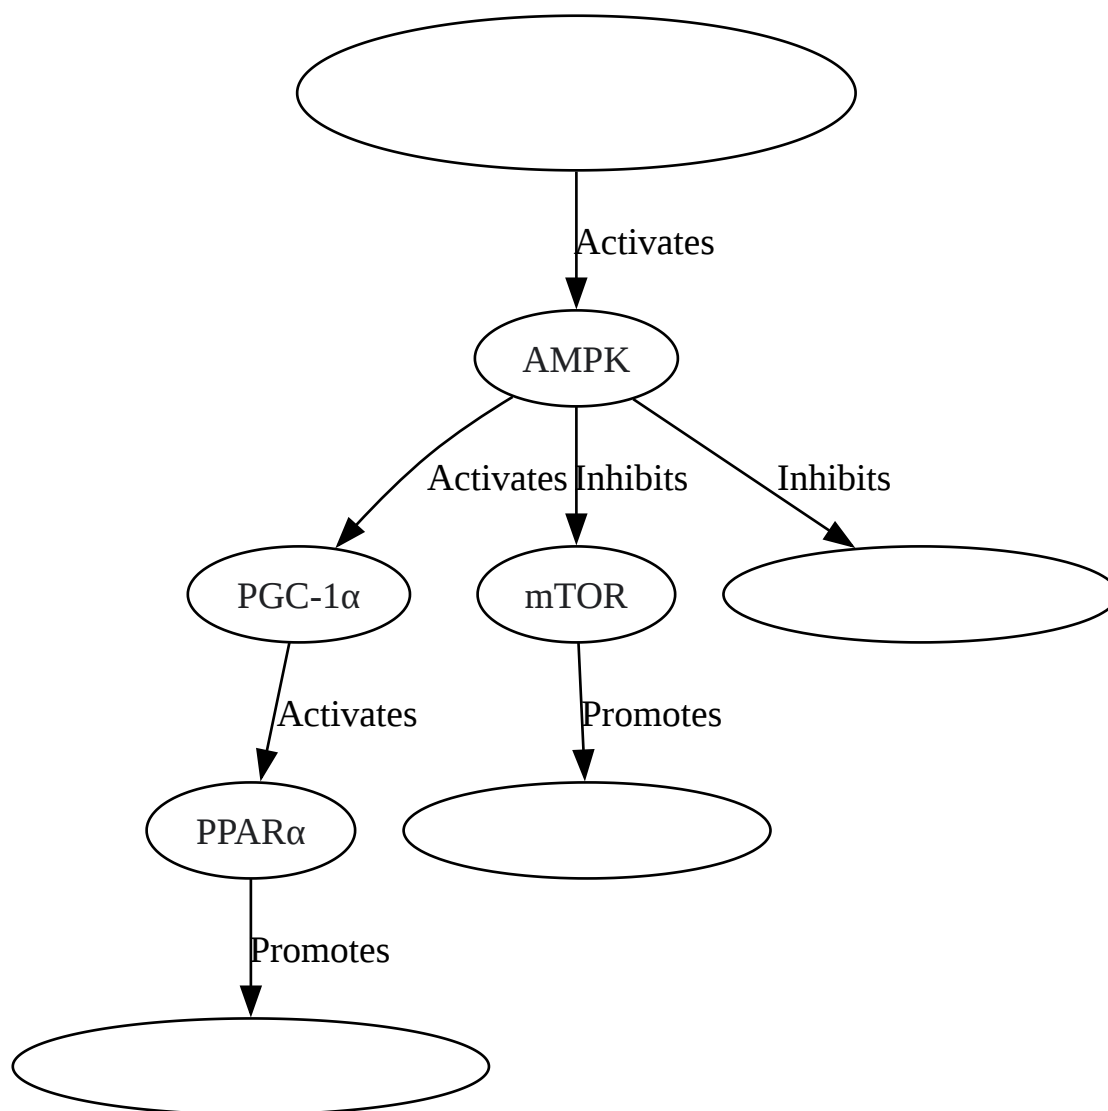 Activates
AMPK
Activates Inhibits Inhibits
PGC-1α mTOR
Activates Promotes
PPARα
Promotes